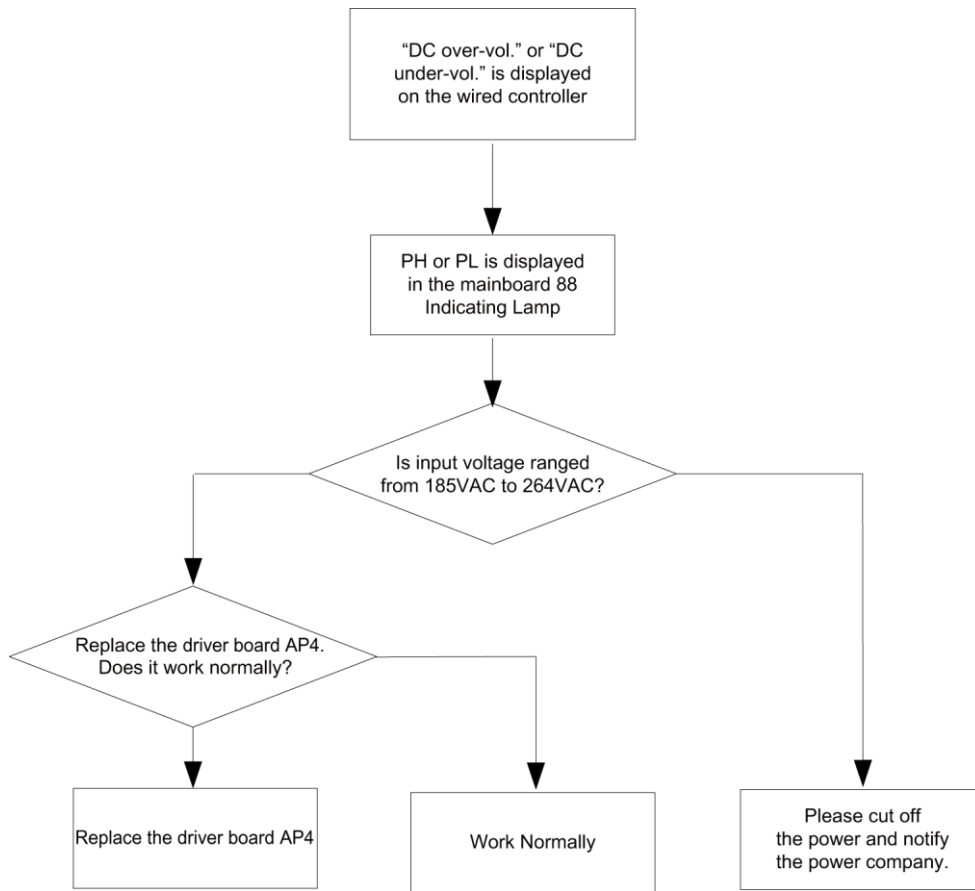 “DC over-vol.” or “DC
under-vol.” is displayed
on the wired controller
PH or PL is displayed
in the mainboard 88
Indicating Lamp
Is input voltage ranged
from 185VAC to 264VAC?
Replace the driver board AP4.
Does it work normally?
Replace the driver board AP4
Work Normally
Please cut off
the power and notify
the power company.